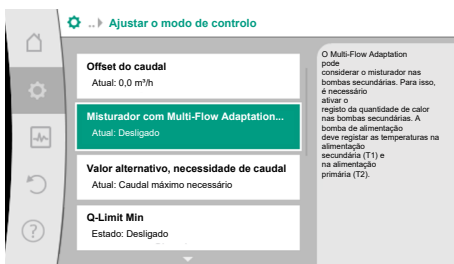 ..▸ Ajustar o modo de controlo
Offset do caudal
Atual: 0,0 m³/h
Misturador com Multi-Flow Adaptation...
Atual: Desligado
Valor alternativo, necessidade de caudal
Atual: Caudal máximo necessário
Q-Limit Min
Estado: Desligado
O Multi-Flow Adaptation
pode
considerar o misturador nas
bombas secundárias. Para isso,
é necessário
ativar o
registo da quantidade de calor
nas bombas secundárias. A
bomba de alimentação
deve registar as temperaturas na
alimentação
secundária (T1) e
na alimentação
primária (T2).